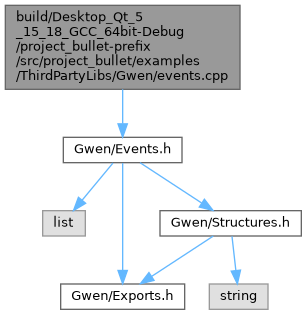 build/Desktop_Qt_5
_15_18_GCC_64bit-Debug
/project_bullet-prefix
/src/project_bullet/examples
/ThirdPartyLibs/Gwen/events.cpp
Gwen/Events.h
list
Gwen/Structures.h
Gwen/Exports.h
string